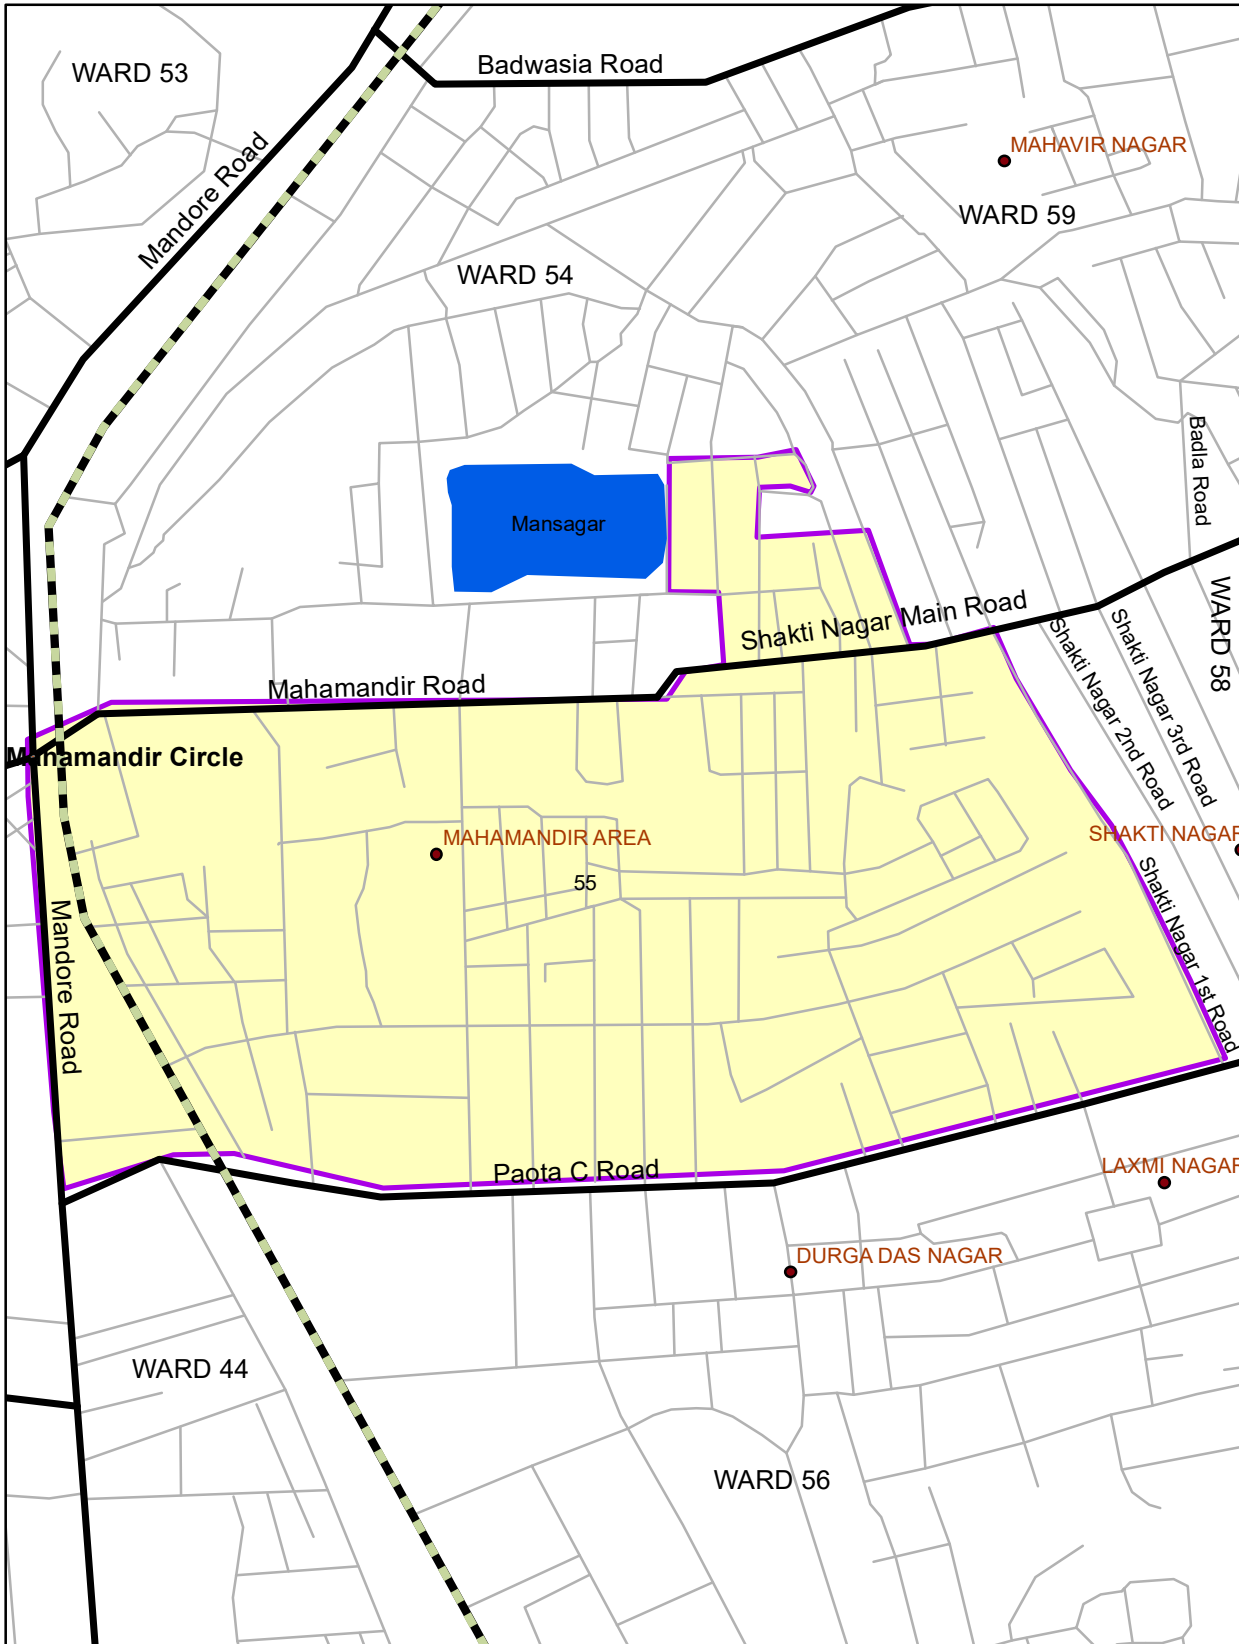 WARD 53
Badwasia Road
Mandore Road
MAHAVIR NAGAR
WARD 59
WARD 54
Mansagar
Badla Road
Shakti Nagar Main Road
WARD 58
Shakti Nagar 2nd Road
Shakti Nagar 3rd Road
Mahamandir Road
Mahamandir Circle
MAHAMANDIR AREA
SHAKTI NAGAR
55
Shakti Nagar 1st Road
Mandore Road
Paota C Road
LAXMI NAGAR
DURGA DAS NAGAR
WARD 44
WARD 56